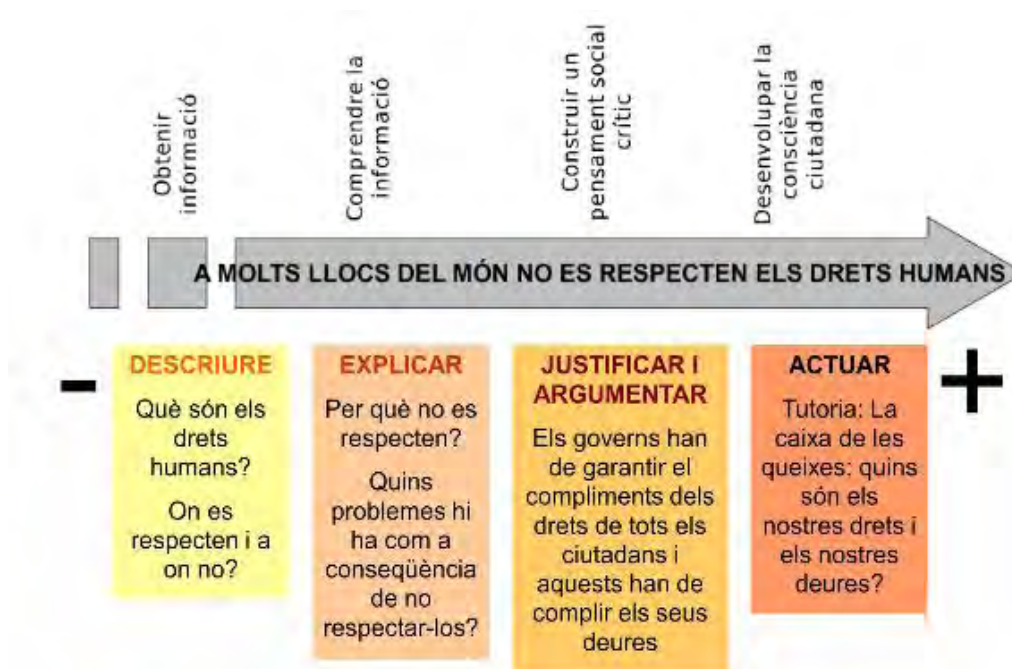 Obtenir
informació
Comprendre la
informació
Construir un
pensament social
crític
Desenvolupar la
consciència
ciutadana
A MOLTS LLOCS DEL MÓN NO ES RESPECTEN ELS DRETS HUMANS
-
DESCRIURE
Què són els
drets
humans?
On es
respecten i a
on no?
EXPLICAR
Per què no es
respecten?
Quins
problemes hi
ha com a
conseqüència
de no
respectar-los?
JUSTIFICAR I
ARGUMENTAR
Els governs han
de garantir el
compliments dels
drets de tots els
ciutadans i
aquests han de
complir els seus
deures
ACTUAR
Tutoria: La
caixa de les
queixes: quins
són els
nostres drets i
els nostres
deures?
+